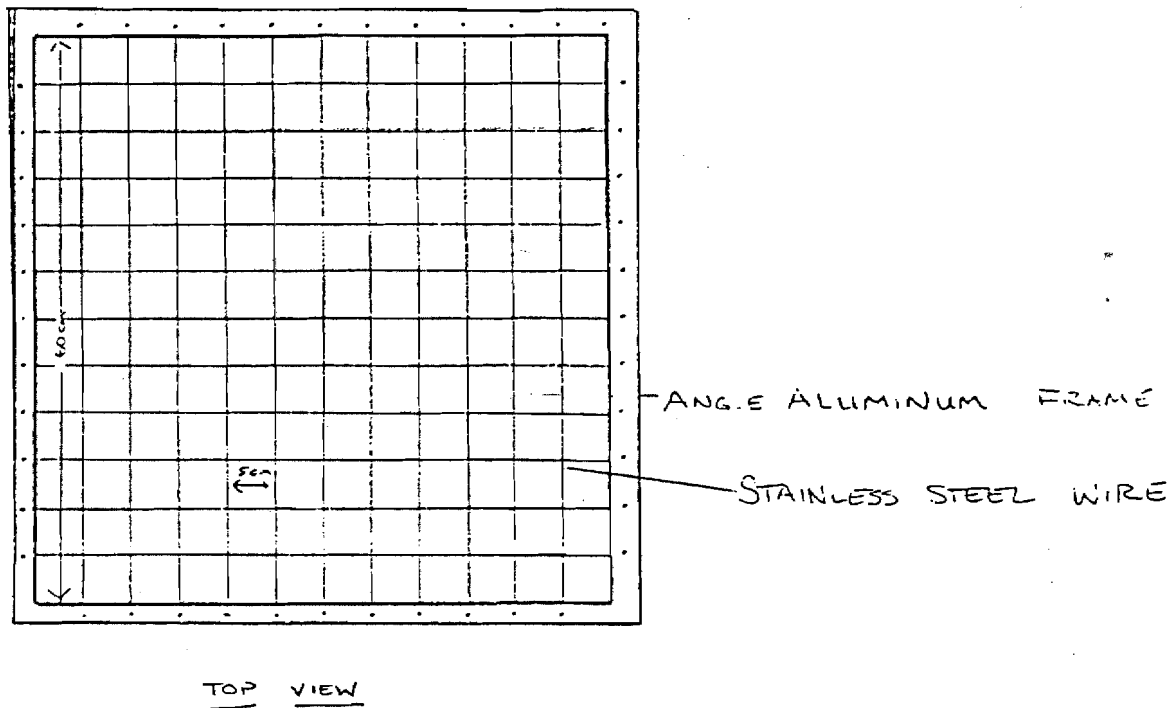 60cm
5cm
ANGLE ALUMINUM FRAME
STAINLESS STEEL WIRE
TOP VIEW